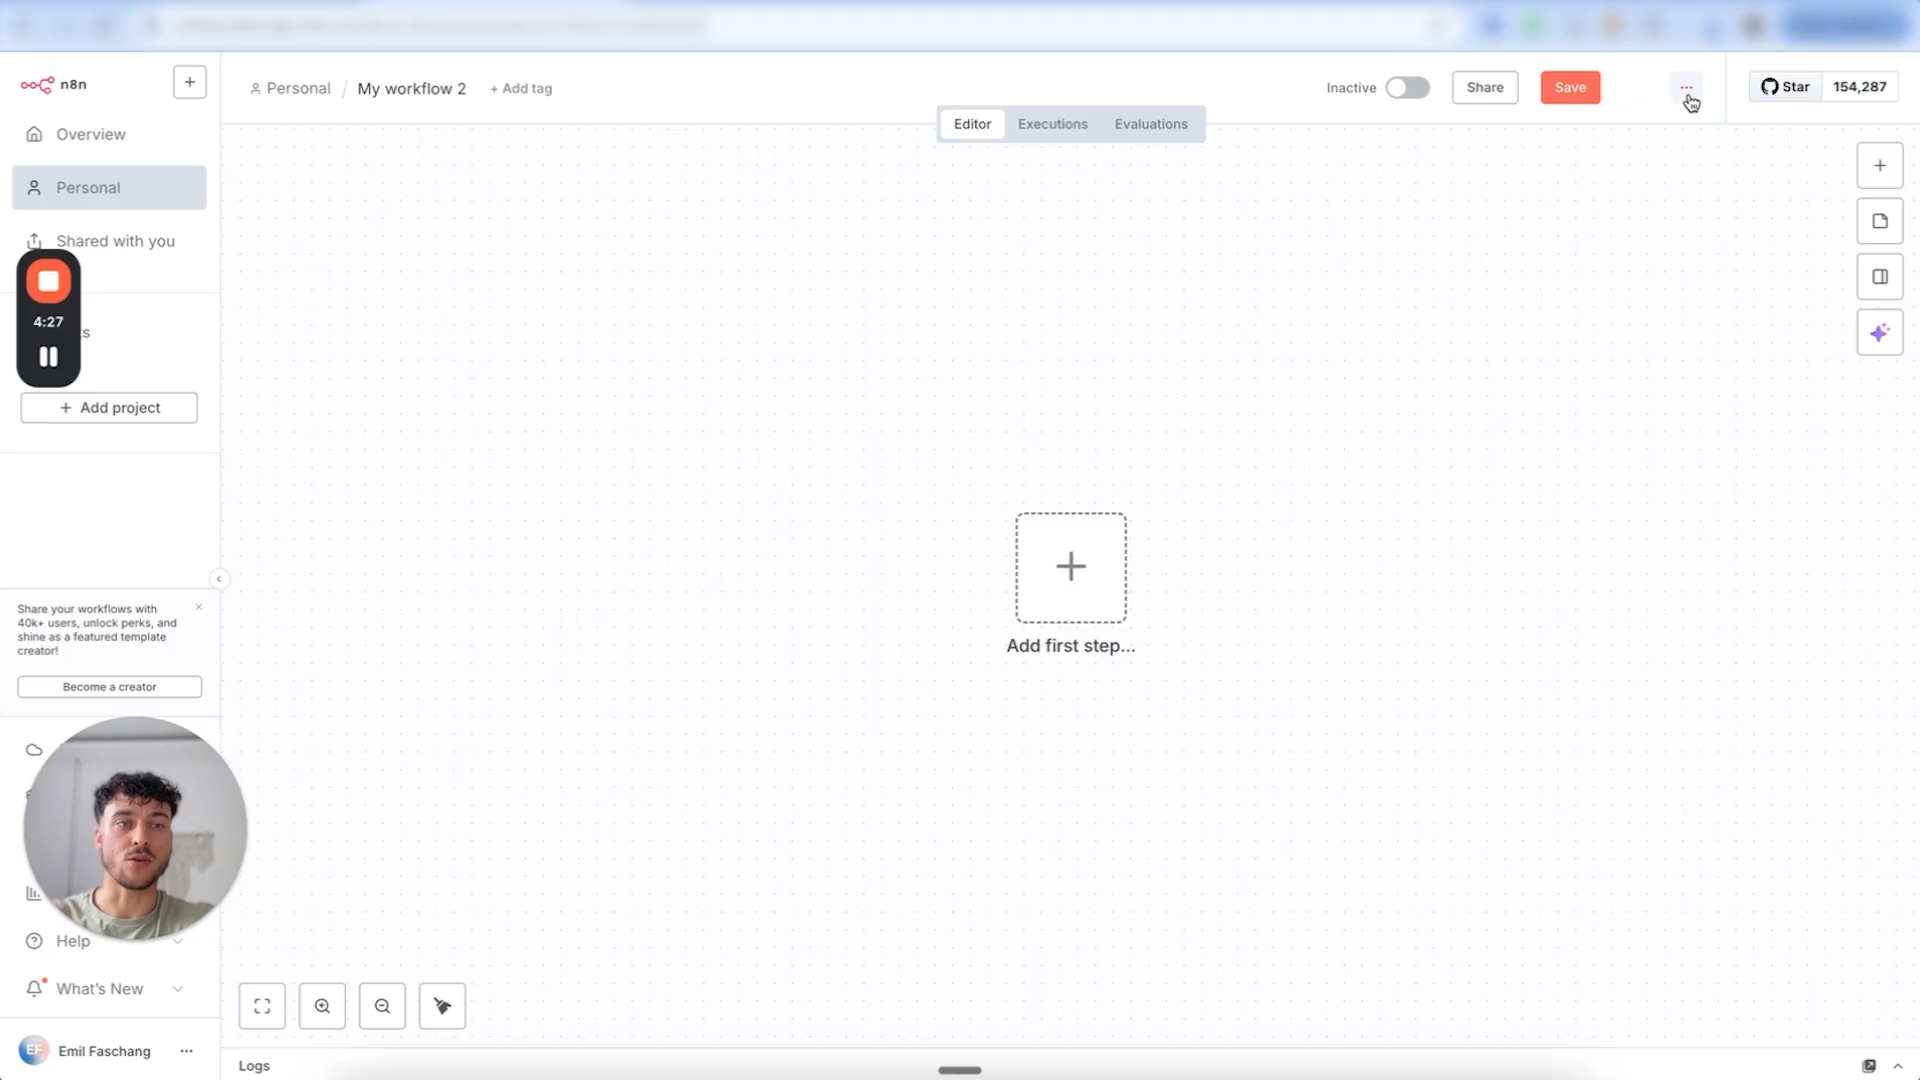 n8n
Personal / My workflow 2 + Add tag
Inactive
Share
Save
...
Star 154,287
Editor Executions Evaluations
Overview
Personal
Shared with you
4:27
+ Add project
Share your workflows with
40k+ users, unlock perks, and
shine as a featured template
creator!
Become a creator
Add first step...
Help
What's New
EF Emil Faschang ...
Logs